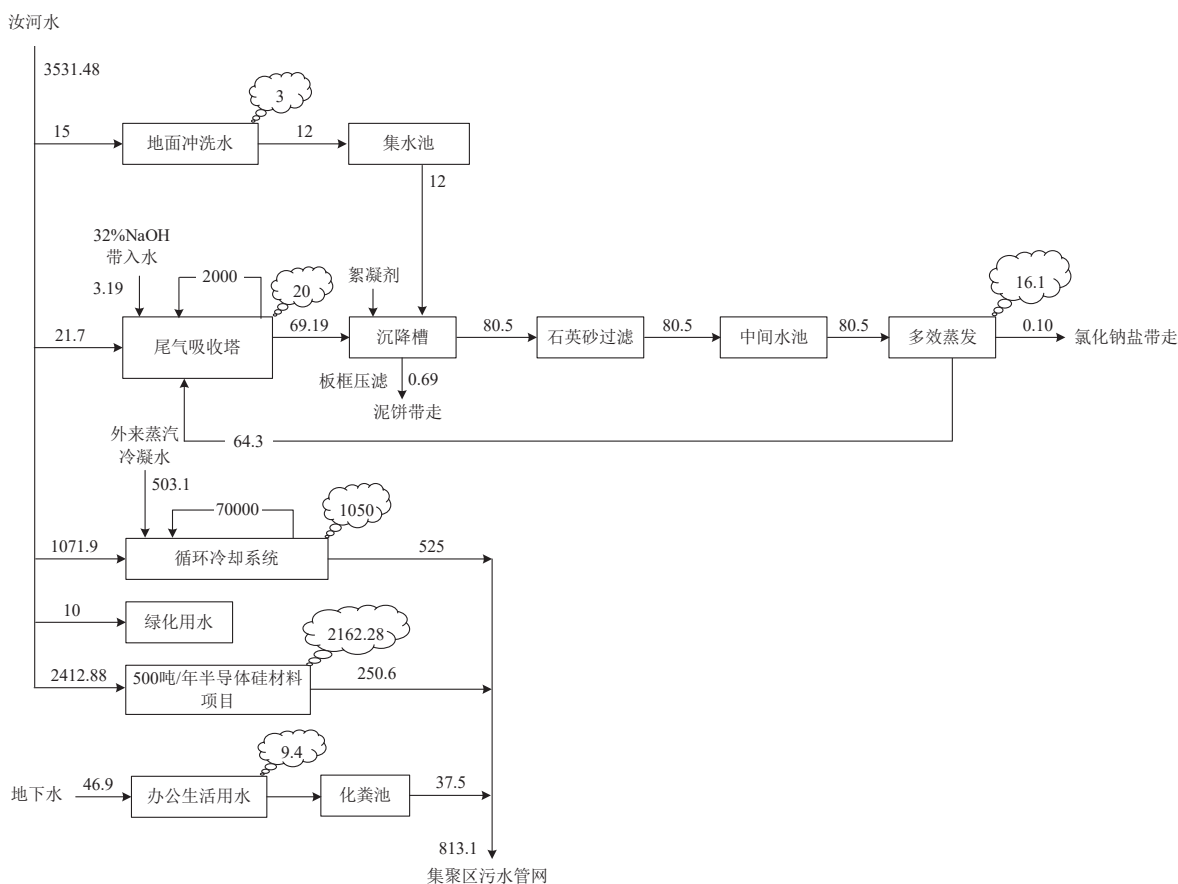 汝河水
3531.48
3
15
地面冲洗水
12
集水池
12
32%NaOH
带入水
3.19
2000
20
絮凝剂
16.1
21.7
尾气吸收塔
69.19
沉降槽
80.5
石英砂过滤
80.5
中间水池
80.5
多效蒸发
0.10
氯化钠盐带走
板框压滤
0.69
泥饼带走
64.3
外来蒸汽
冷凝水
503.1
70000
1050
1071.9
循环冷却系统
525
10
绿化用水
2162.28
2412.88
500吨/年半导体硅材料
项目
250.6
9.4
地下水
46.9
办公生活用水
化粪池
37.5
813.1
集聚区污水管网